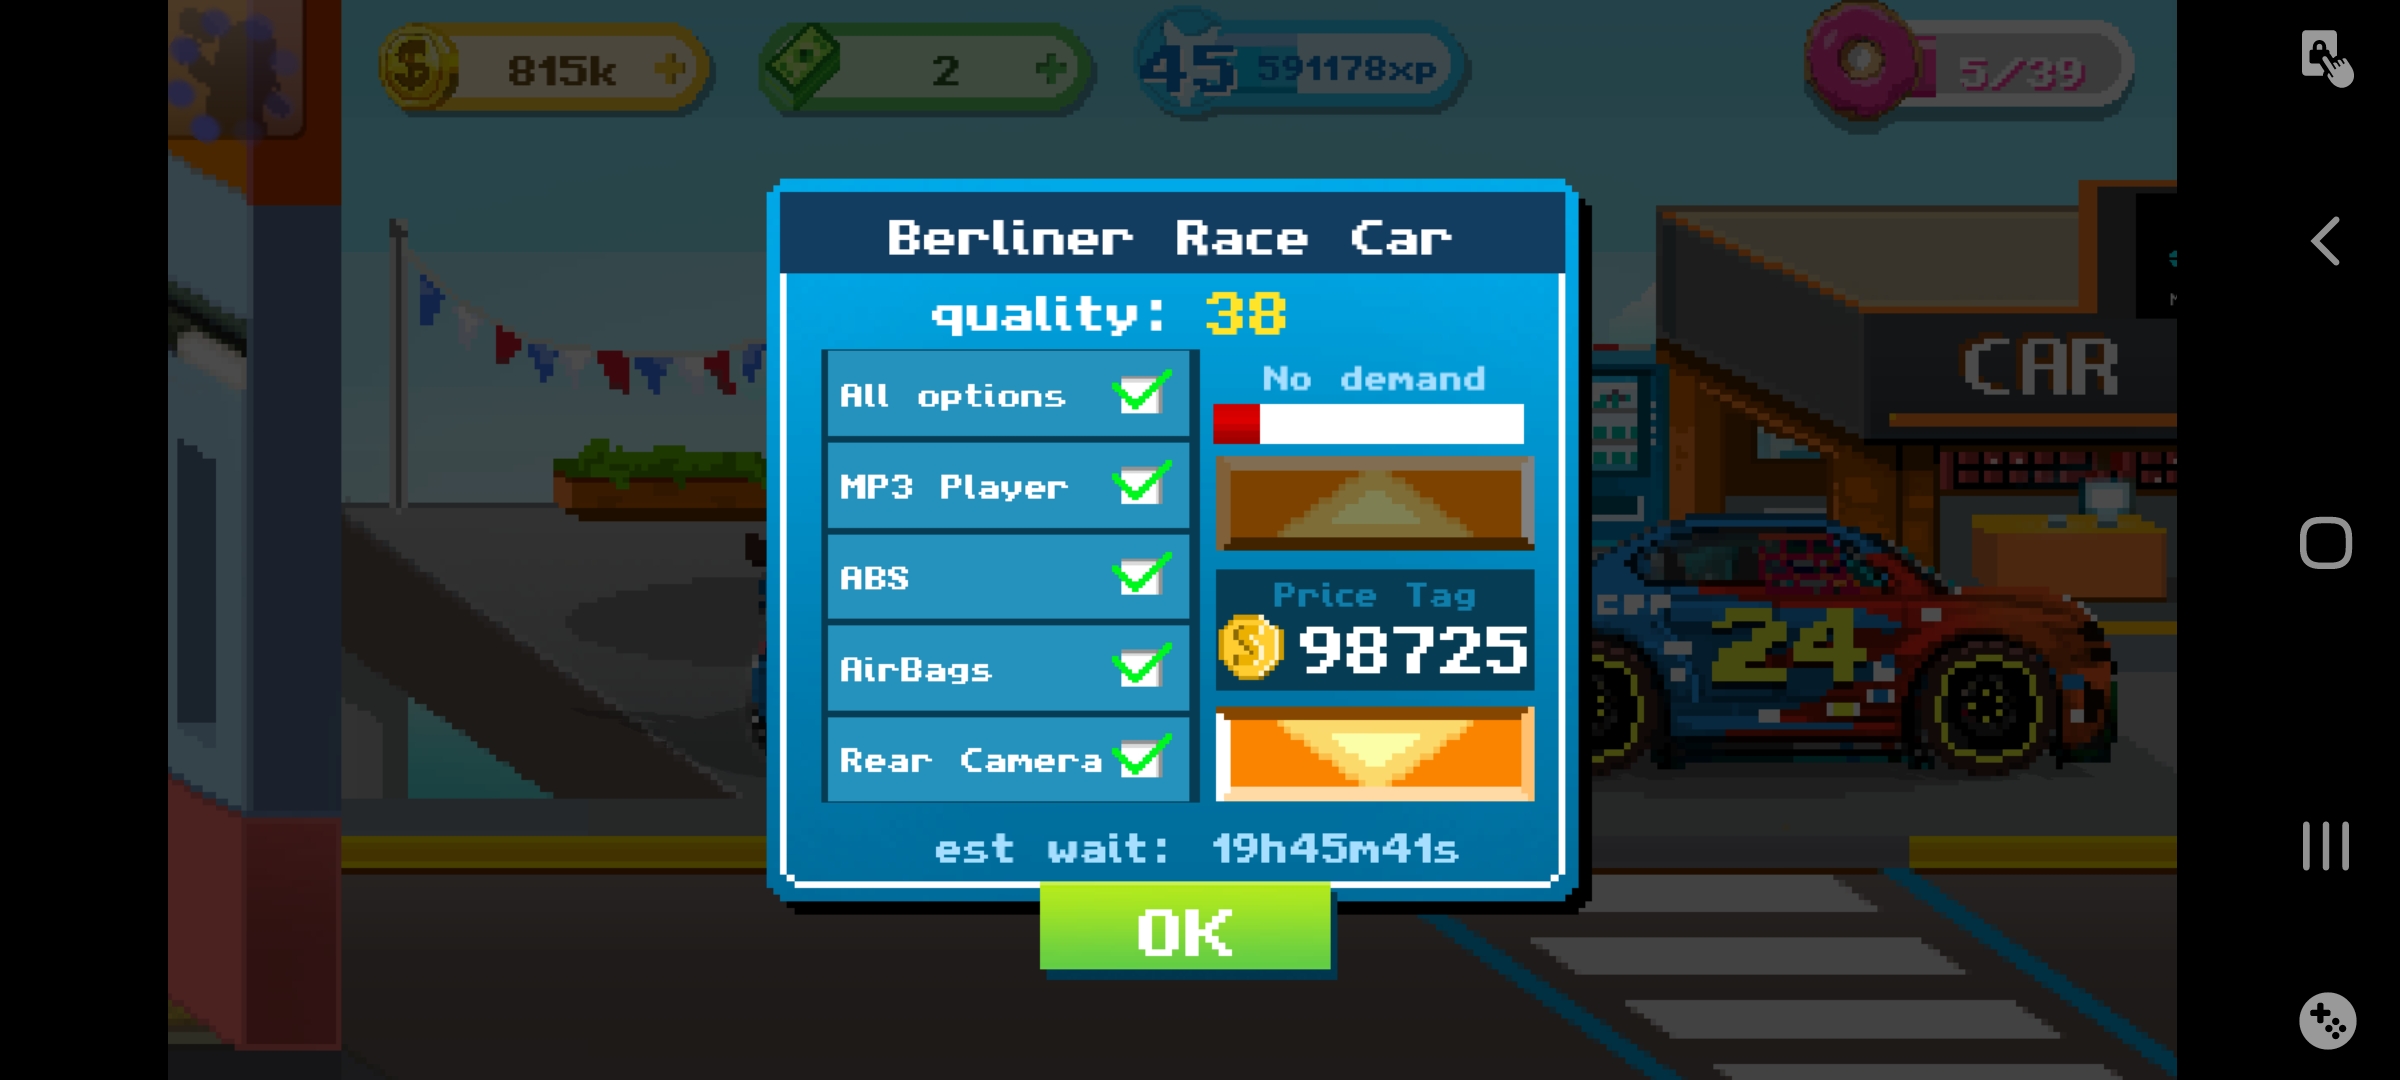 815k
2
45 591178xp
5/39
Berliner Race Car
quality: 38
All options
No demand
MP3 Player
ABS
Price Tag
98725
AirBags
Rear Camera
est wait: 19h45m41s
OK
CAR
24